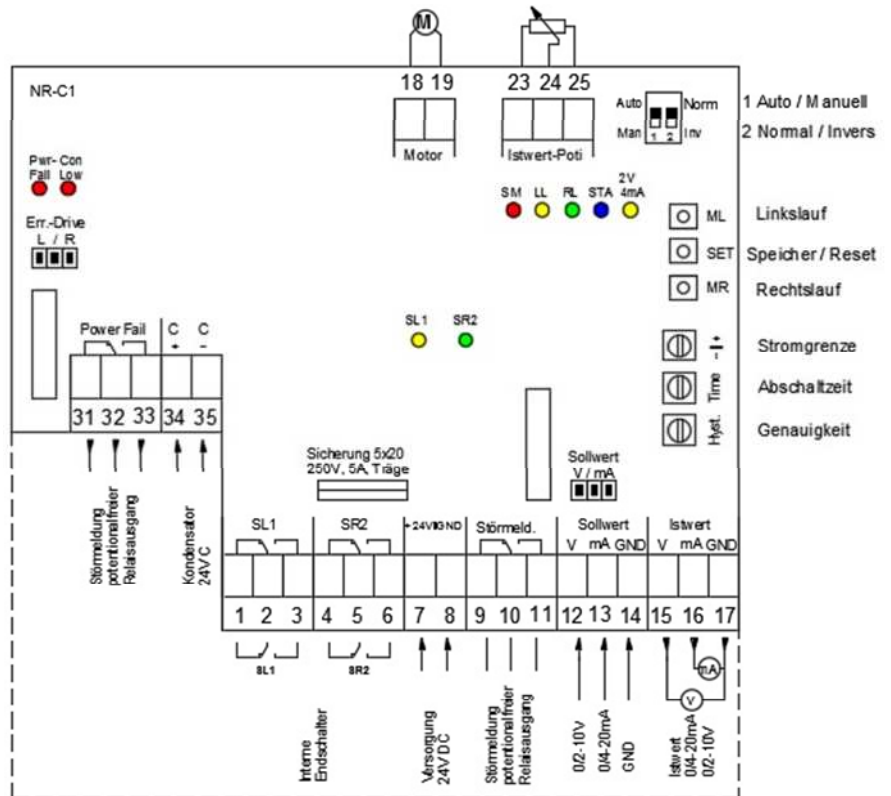 M
18 19
23 24 25
NR-C1
Auto Norm
Man 1 2 Inv
1 Auto / Manuell
2 Normal / Invers
Motor
Istwert-Poti
Pwr- Con
Fail Low
SM LL RL STA 2V
4mA
Err.-Drive
L / R
ML Linkslauf
SET Speicher / Reset
MR Rechtslauf
SL1 SR2
Power Fail
C C
+ −
+ − Stromgrenze
Time Abschaltzeit
Hyst. Genauigkeit
31 32 33 34 35
Sicherung 5x20
250V, 5A, Träge
Sollwert
V / mA
Störmeldung
potentialfreier
Relaisausgang
Kondensator
24V C
SL1 SR2 +24V GND Störmeld. Sollwert Istwert
V mA GND V mA GND
1 2 3 4 5 6 7 8 9 10 11 12 13 14 15 16 17
SL1 SR2
mA
V
Interne
Endschalter
Versorgung
24V DC
Störmeldung
potentialfreier
Relaisausgang
0/2-10V
0/4-20mA
GND
Istwert
0/4-20mA
0/2-10V